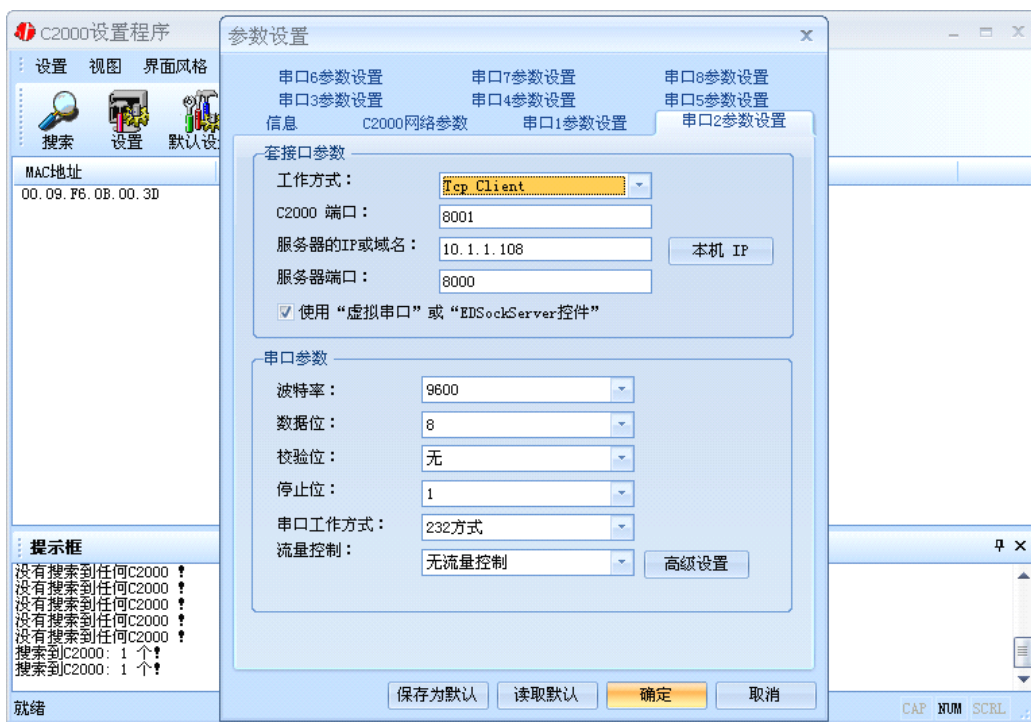 C2000设置程序
设置 视图 界面风格
搜索 设置 默认设
MAC地址
00.09.F6.0B.00.3D
参数设置
串口6参数设置 串口7参数设置 串口8参数设置
串口3参数设置 串口4参数设置 串口5参数设置
信息 C2000网络参数 串口1参数设置 串口2参数设置
套接口参数
工作方式： Tcp Client
C2000 端口： 8001
服务器的IP或域名： 10.1.1.108 本机 IP
服务器端口： 8000
使用“虚拟串口”或“EDSockServer控件”
串口参数
波特率： 9600
数据位： 8
校验位： 无
停止位： 1
串口工作方式： 232方式
流量控制： 无流量控制 高级设置
保存为默认 读取默认 确定 取消
提示框
没有搜索到任何C2000 ！
没有搜索到任何C2000 ！
没有搜索到任何C2000 ！
没有搜索到任何C2000 ！
没有搜索到任何C2000 ！
搜索到C2000: 1 个！
搜索到C2000: 1 个！
就绪 CAP NUM SCRL